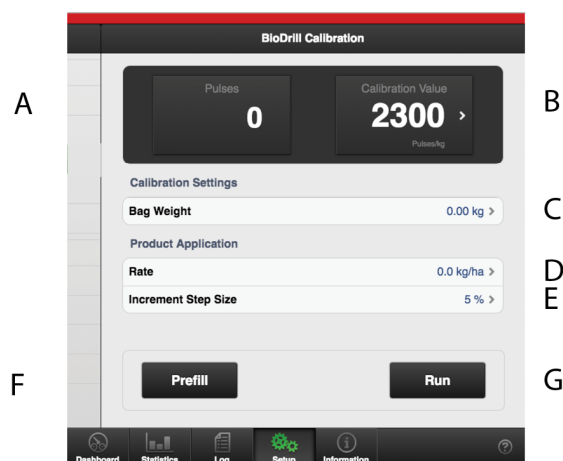 BioDrill Calibration
Pulses
0
Calibration Value
2300
Pulses/kg
A
B
Calibration Settings
Bag Weight 0.00 kg
C
Product Application
Rate 0.0 kg/ha
D
Increment Step Size 5 %
E
F
Prefill
Run
G
Dashboard Statistics Log Setup Information
?